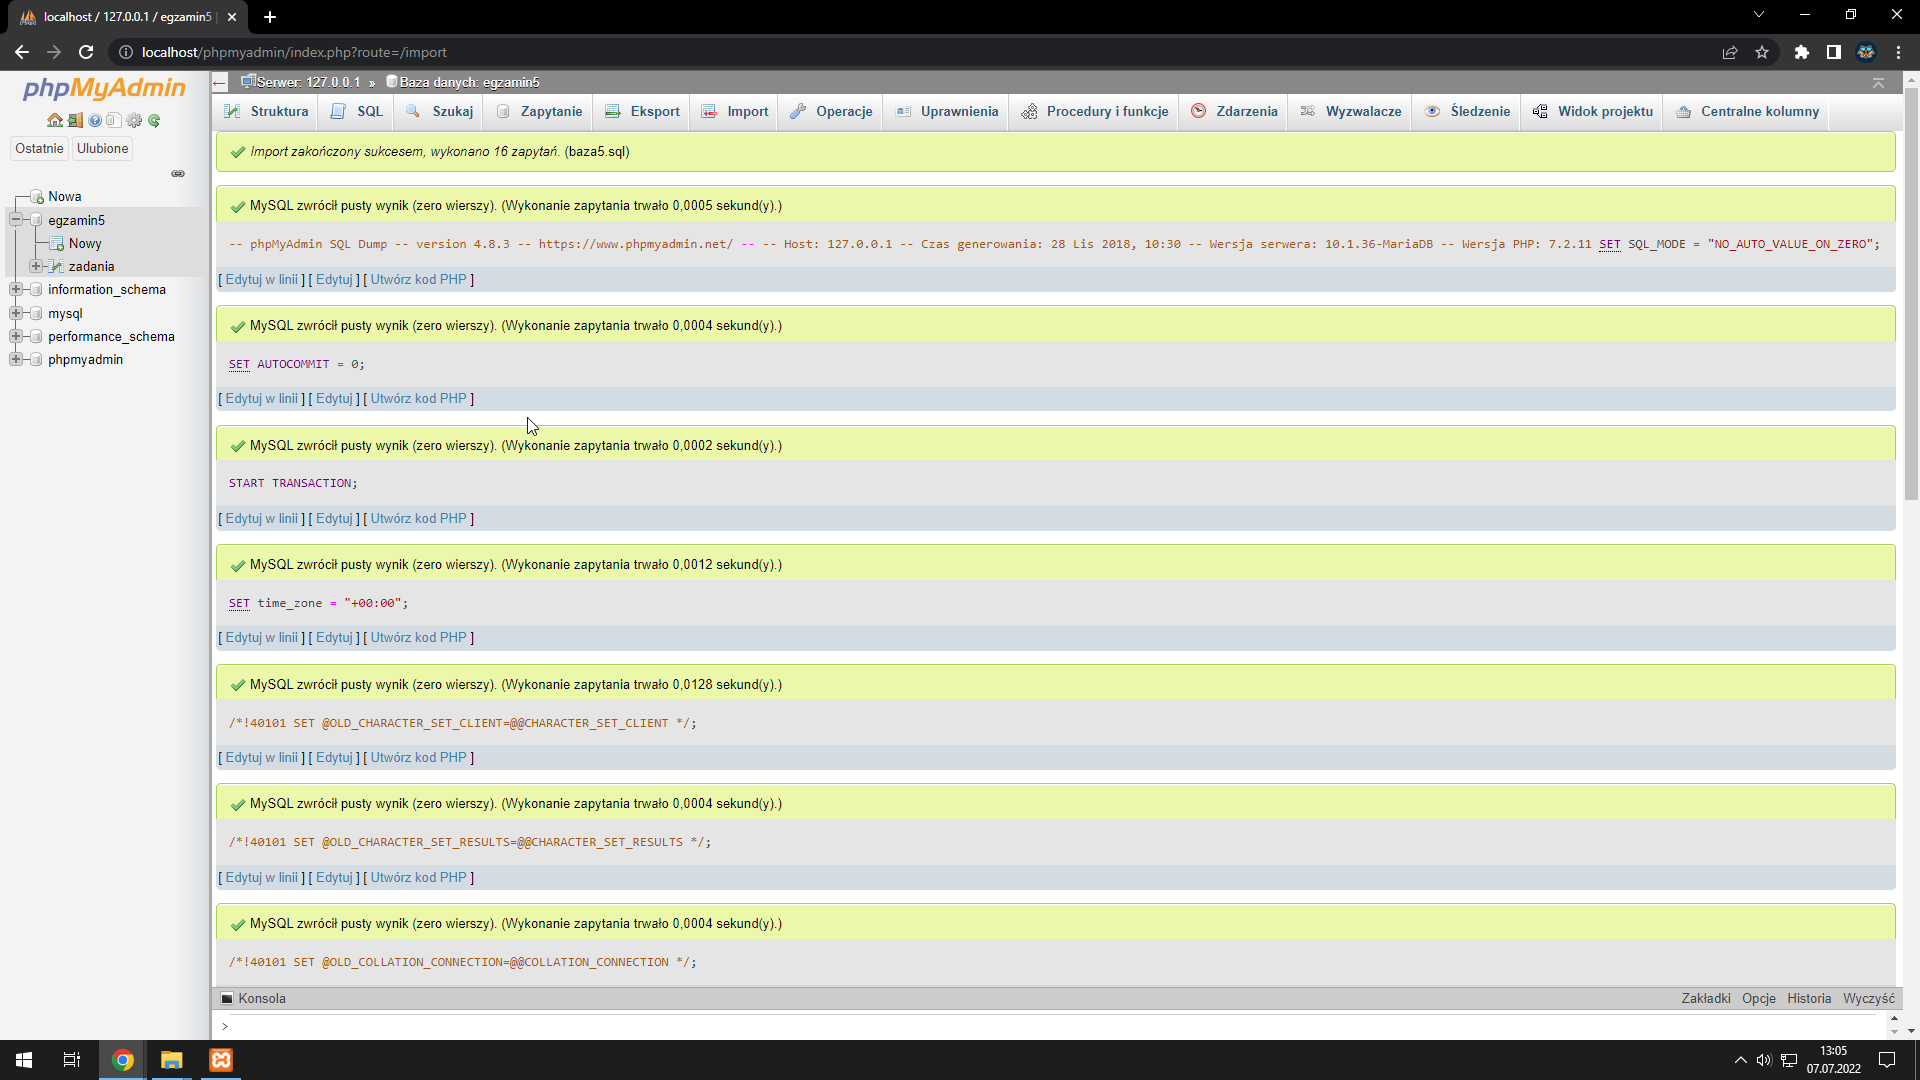 localhost / 127.0.0.1 / egzamin5
localhost/phpmyadmin/index.php?route=/import
phpMyAdmin
Ostatnie
Ulubione
Nowa
egzamin5
Nowy
zadania
information_schema
mysql
performance_schema
phpmyadmin
Serwer: 127.0.0.1 » Baza danych: egzamin5
Struktura SQL Szukaj Zapytanie Eksport Import Operacje Uprawnienia Procedury i funkcje Zdarzenia Wyzwalacze Śledzenie Widok projektu Centralne kolumny
Import zakończony sukcesem, wykonano 16 zapytań. (baza5.sql)
MySQL zwrócił pusty wynik (zero wierszy). (Wykonanie zapytania trwało 0,0005 sekund(y).)
-- phpMyAdmin SQL Dump -- version 4.8.3 -- https://www.phpmyadmin.net/ -- -- Host: 127.0.0.1 -- Czas generowania: 28 Lis 2018, 10:30 -- Wersja serwera: 10.1.36-MariaDB -- Wersja PHP: 7.2.11 SET SQL_MODE = "NO_AUTO_VALUE_ON_ZERO";
[ Edytuj w linii ] [ Edytuj ] [ Utwórz kod PHP ]
MySQL zwrócił pusty wynik (zero wierszy). (Wykonanie zapytania trwało 0,0004 sekund(y).)
SET AUTOCOMMIT = 0;
[ Edytuj w linii ] [ Edytuj ] [ Utwórz kod PHP ]
MySQL zwrócił pusty wynik (zero wierszy). (Wykonanie zapytania trwało 0,0002 sekund(y).)
START TRANSACTION;
[ Edytuj w linii ] [ Edytuj ] [ Utwórz kod PHP ]
MySQL zwrócił pusty wynik (zero wierszy). (Wykonanie zapytania trwało 0,0012 sekund(y).)
SET time_zone = "+00:00";
[ Edytuj w linii ] [ Edytuj ] [ Utwórz kod PHP ]
MySQL zwrócił pusty wynik (zero wierszy). (Wykonanie zapytania trwało 0,0128 sekund(y).)
/*!40101 SET @OLD_CHARACTER_SET_CLIENT=@@CHARACTER_SET_CLIENT */;
[ Edytuj w linii ] [ Edytuj ] [ Utwórz kod PHP ]
MySQL zwrócił pusty wynik (zero wierszy). (Wykonanie zapytania trwało 0,0004 sekund(y).)
/*!40101 SET @OLD_CHARACTER_SET_RESULTS=@@CHARACTER_SET_RESULTS */;
[ Edytuj w linii ] [ Edytuj ] [ Utwórz kod PHP ]
MySQL zwrócił pusty wynik (zero wierszy). (Wykonanie zapytania trwało 0,0004 sekund(y).)
/*!40101 SET @OLD_COLLATION_CONNECTION=@@COLLATION_CONNECTION */;
Konsola
Zakładki Opcje Historia Wyczyść
>
13:05
07.07.2022